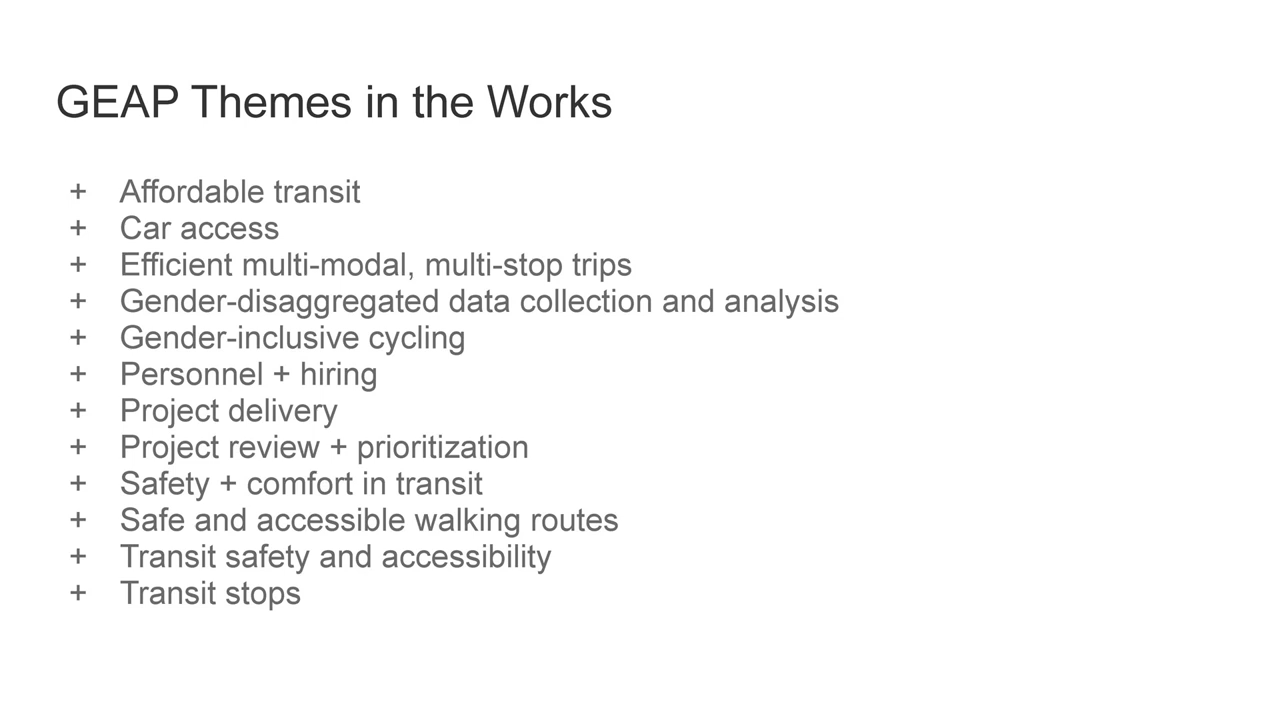 GEAP Themes in the Works
+ Affordable transit
+ Car access
+ Efficient multi-modal, multi-stop trips
+ Gender-disaggregated data collection and analysis
+ Gender-inclusive cycling
+ Personnel + hiring
+ Project delivery
+ Project review + prioritization
+ Safety + comfort in transit
+ Safe and accessible walking routes
+ Transit safety and accessibility
+ Transit stops